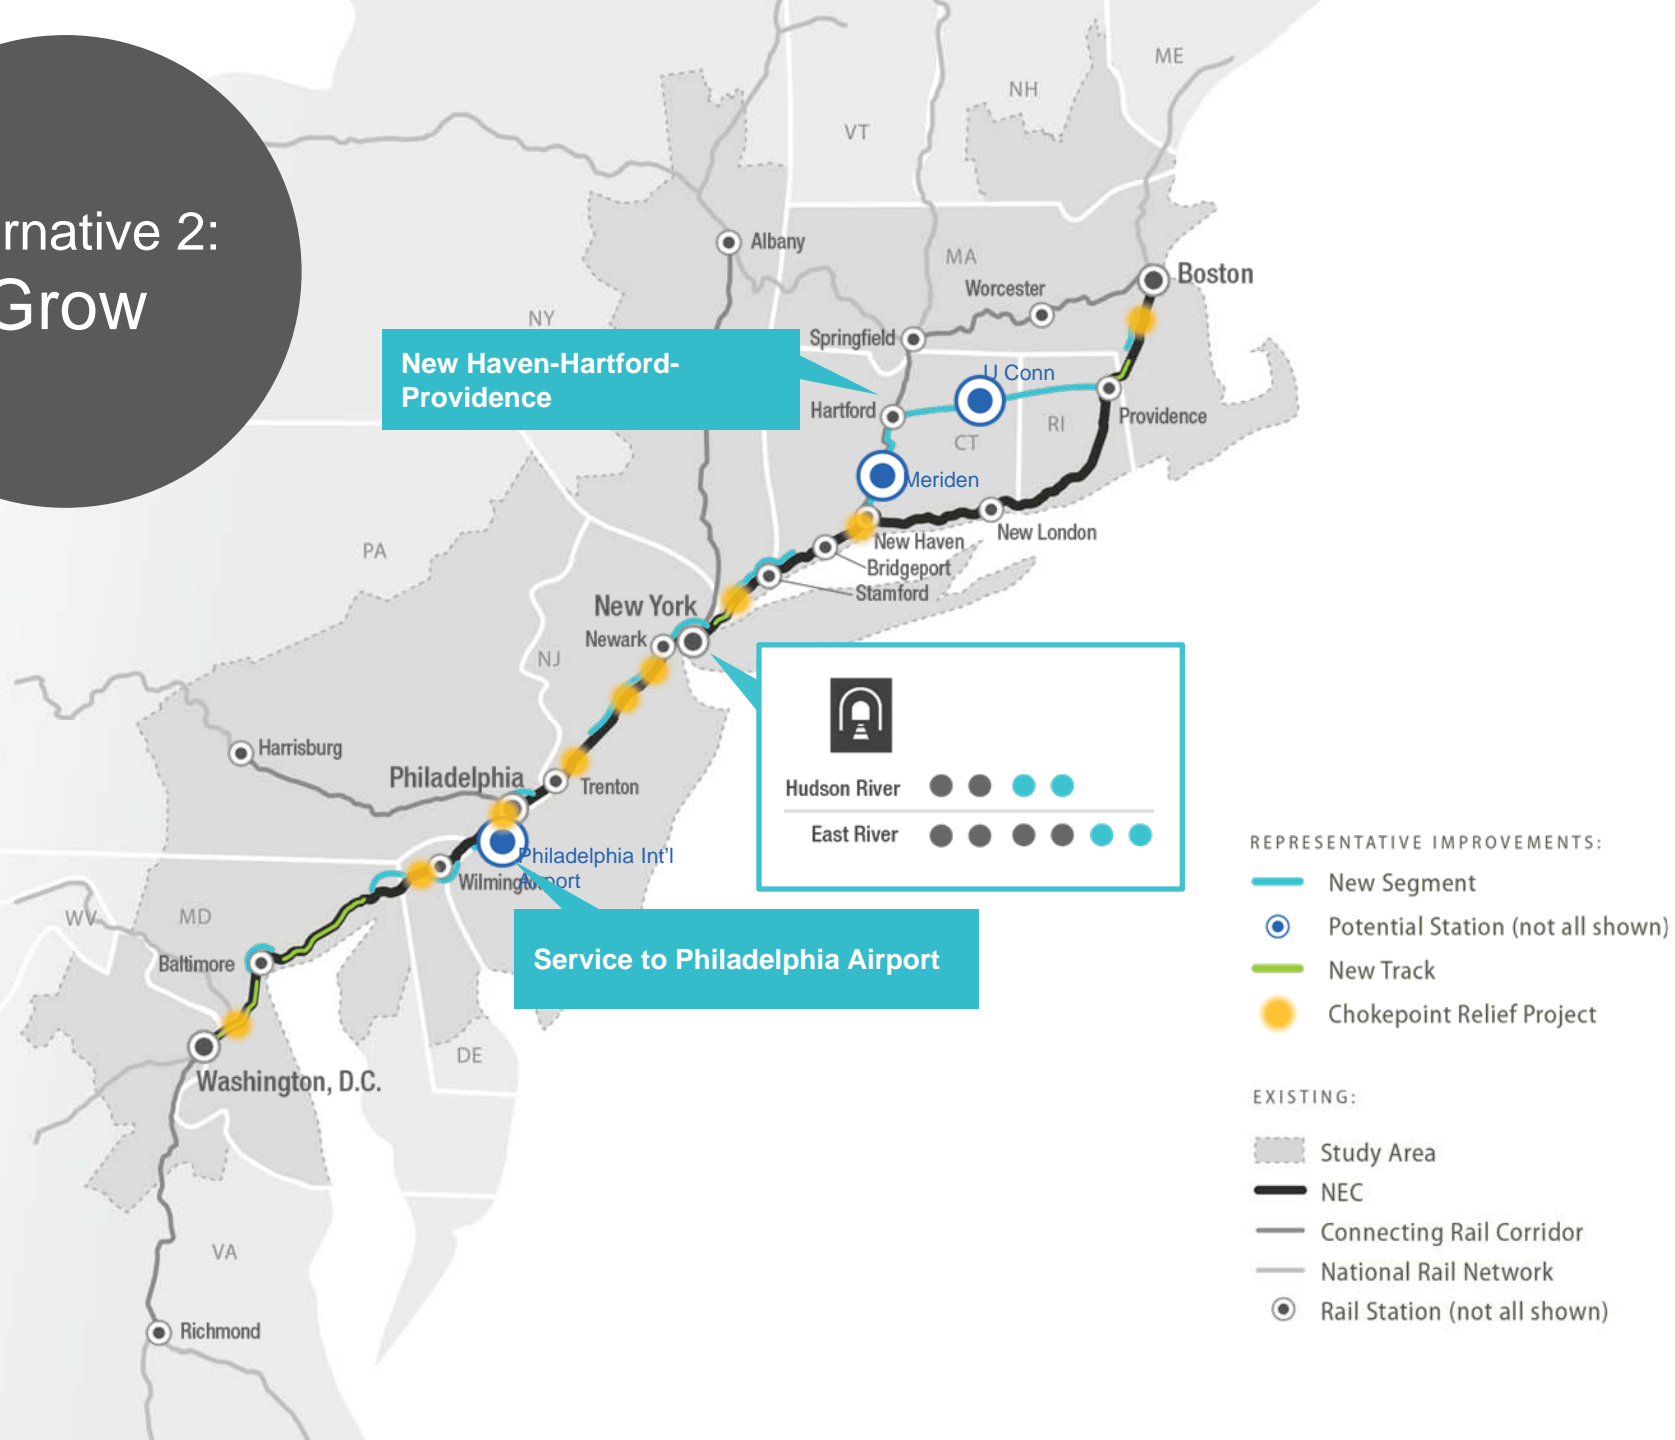 rnative 2:
Grow
ME
NH
VT
Albany
MA
Boston
Worcester
NY
Springfield
New Haven-Hartford-
Providence
U Conn
Hartford
Providence
RI
CT
Meriden
New London
New Haven
Bridgeport
Stamford
PA
New York
Newark
NJ
Harrisburg
Philadelphia
Trenton
Hudson River
East River
Philadelphia Int'l
Airport
Wilmington
Service to Philadelphia Airport
WV
MD
Baltimore
Washington, D.C.
DE
VA
Richmond
REPRESENTATIVE IMPROVEMENTS:
New Segment
Potential Station (not all shown)
New Track
Chokepoint Relief Project
EXISTING:
Study Area
NEC
Connecting Rail Corridor
National Rail Network
Rail Station (not all shown)